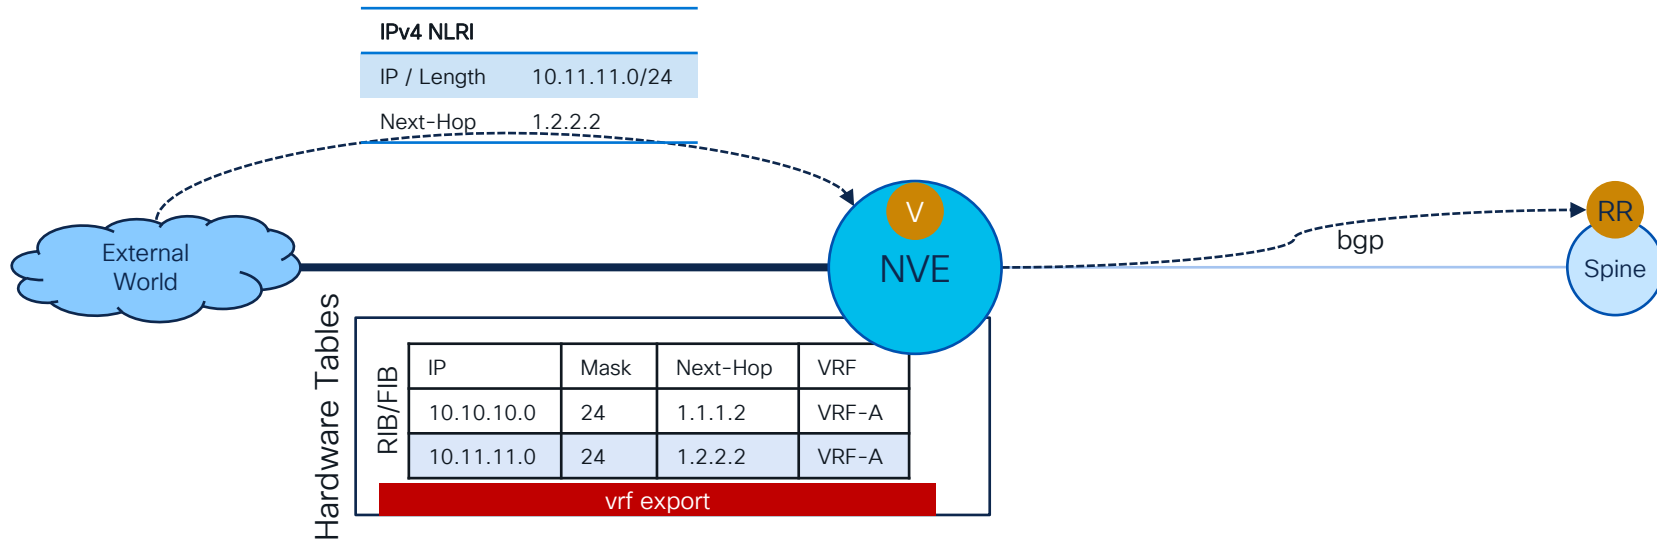 IPv4 NLRI
IP / Length 10.11.11.0/24
Next-Hop 1.2.2.2
External
World
V
NVE
bgp
RR
Spine
Hardware Tables
RIB/FIB
IP Mask Next-Hop VRF
10.10.10.0 24 1.1.1.2 VRF-A
10.11.11.0 24 1.2.2.2 VRF-A
vrf export